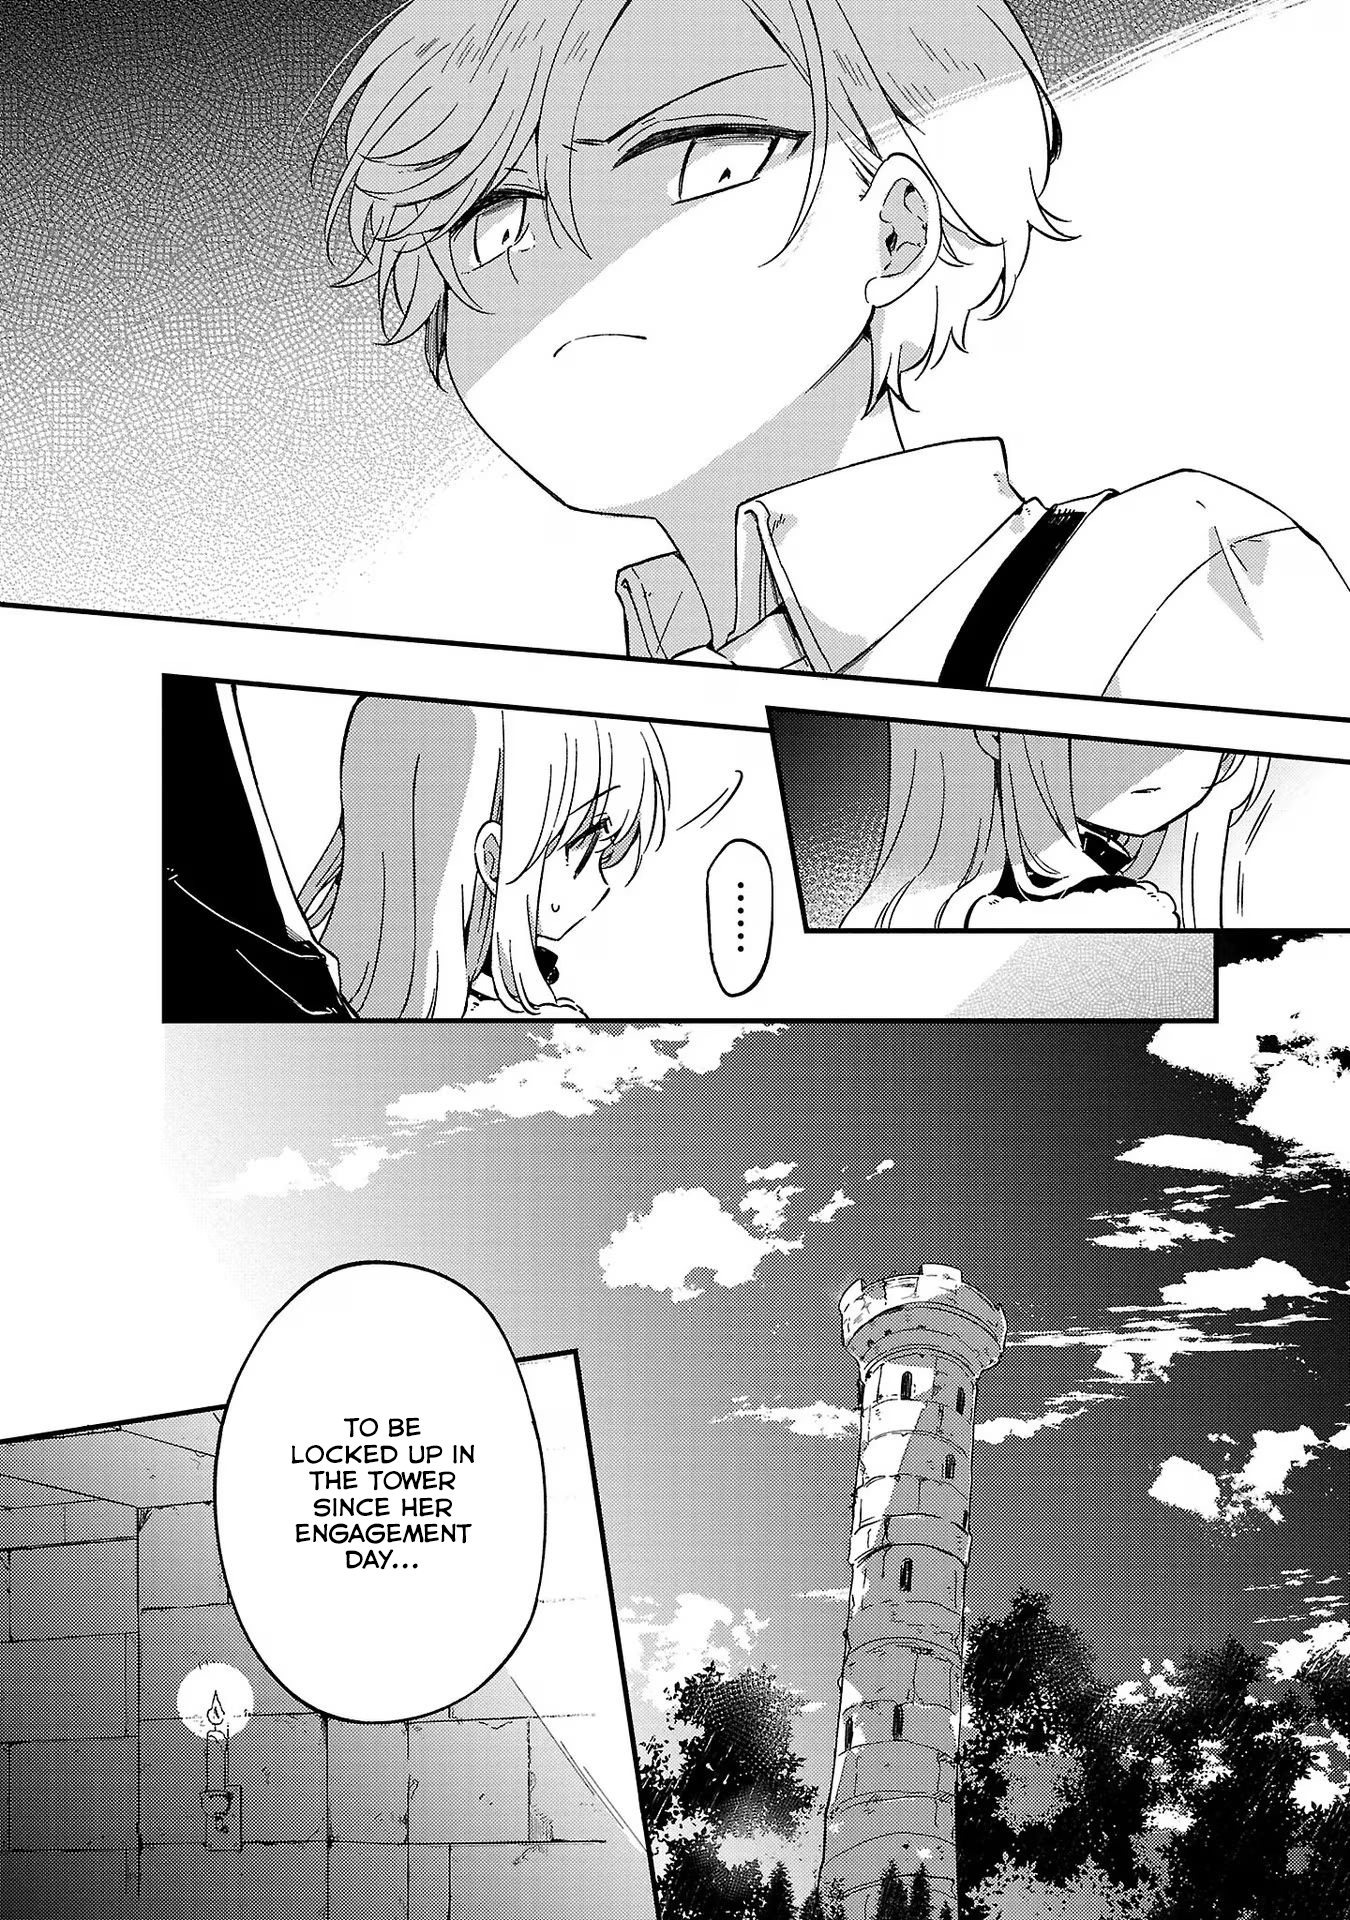 ………
TO BE
LOCKED UP IN
THE TOWER
SINCE HER
ENGAGEMENT
DAY...